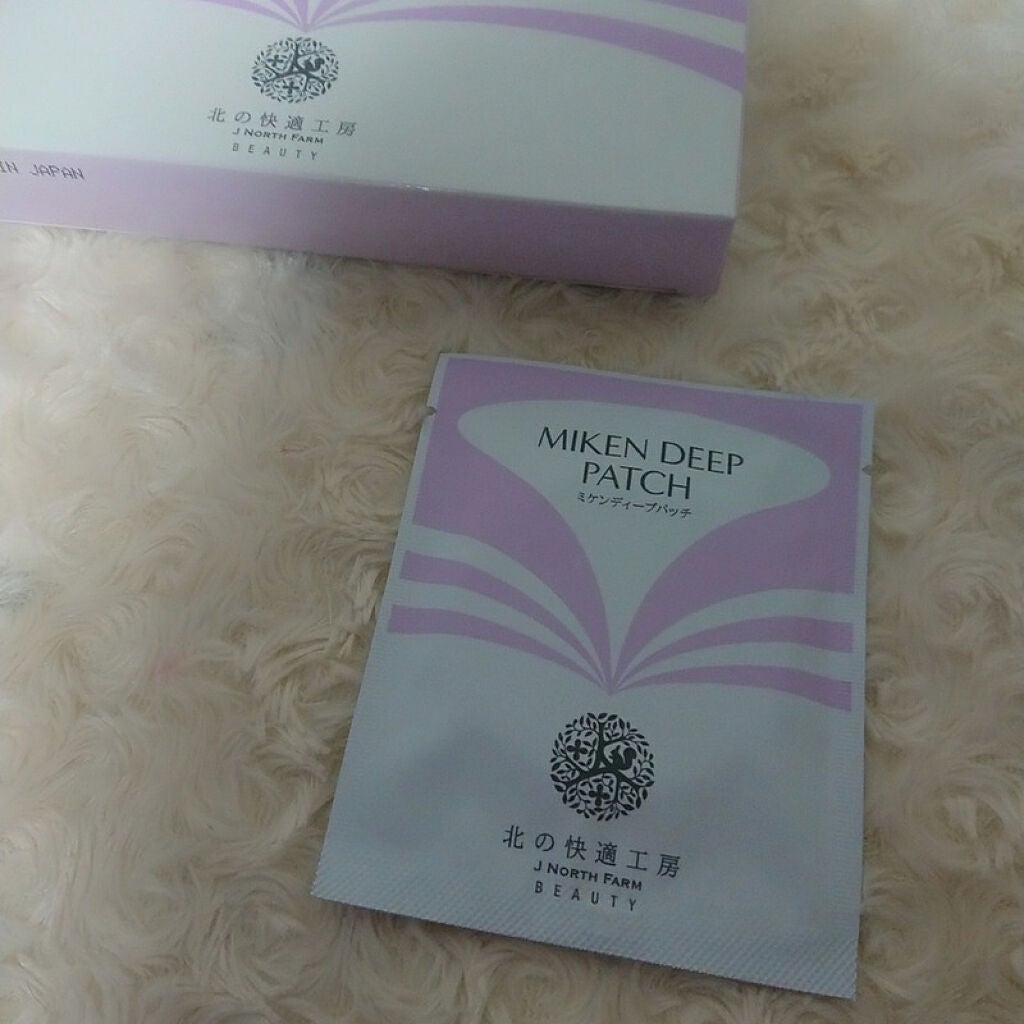 北の快適工房
J NORTH FARM
BEAUTY
IN JAPAN
MIKEN DEEP
PATCH
ミケンディープパッチ
北の快適工房
J NORTH FARM
BEAUTY